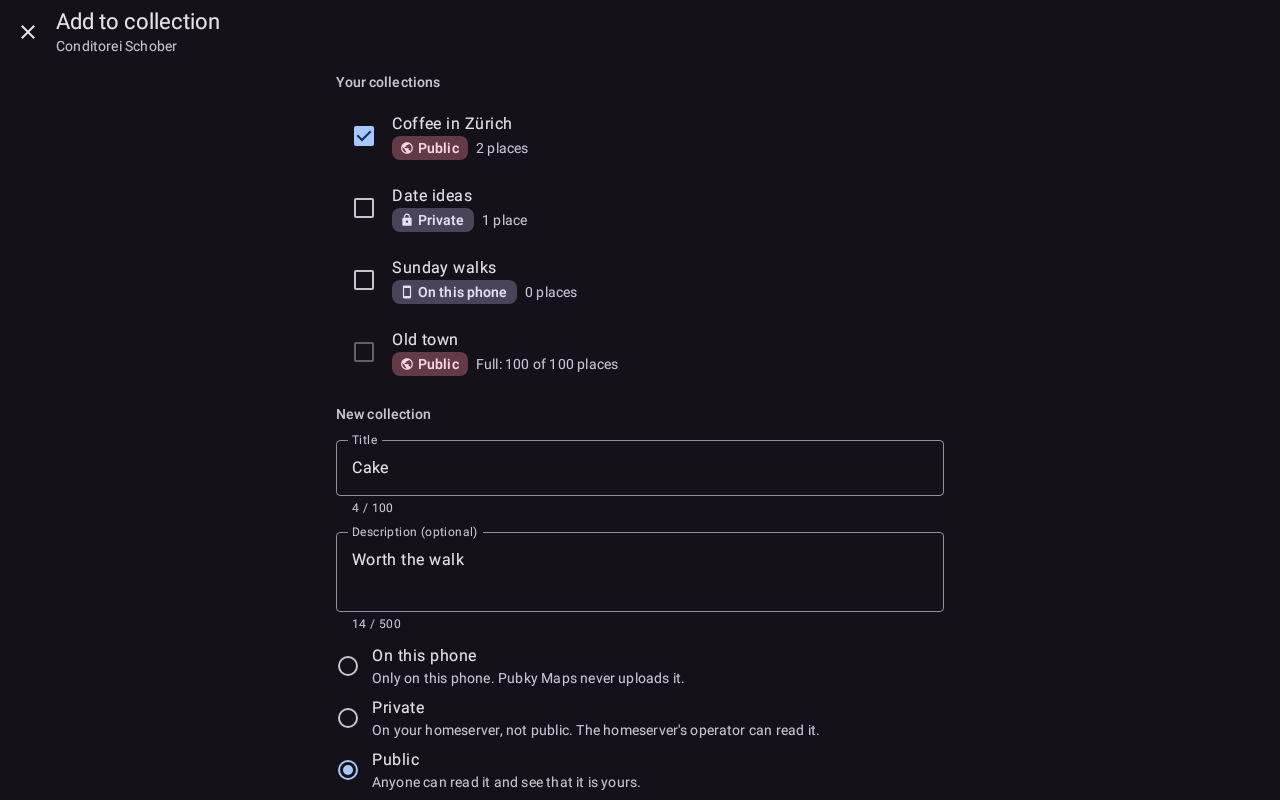 Add to collection
Conditorei Schober
Your collections
Coffee in Zürich
Public 2 places
Date ideas
Private 1 place
Sunday walks
On this phone 0 places
Old town
Public Full: 100 of 100 places
New collection
Title
Cake
4 / 100
Description (optional)
Worth the walk
14 / 500
On this phone
Only on this phone. Pubky Maps never uploads it.
Private
On your homeserver, not public. The homeserver's operator can read it.
Public
Anyone can read it and see that it is yours.